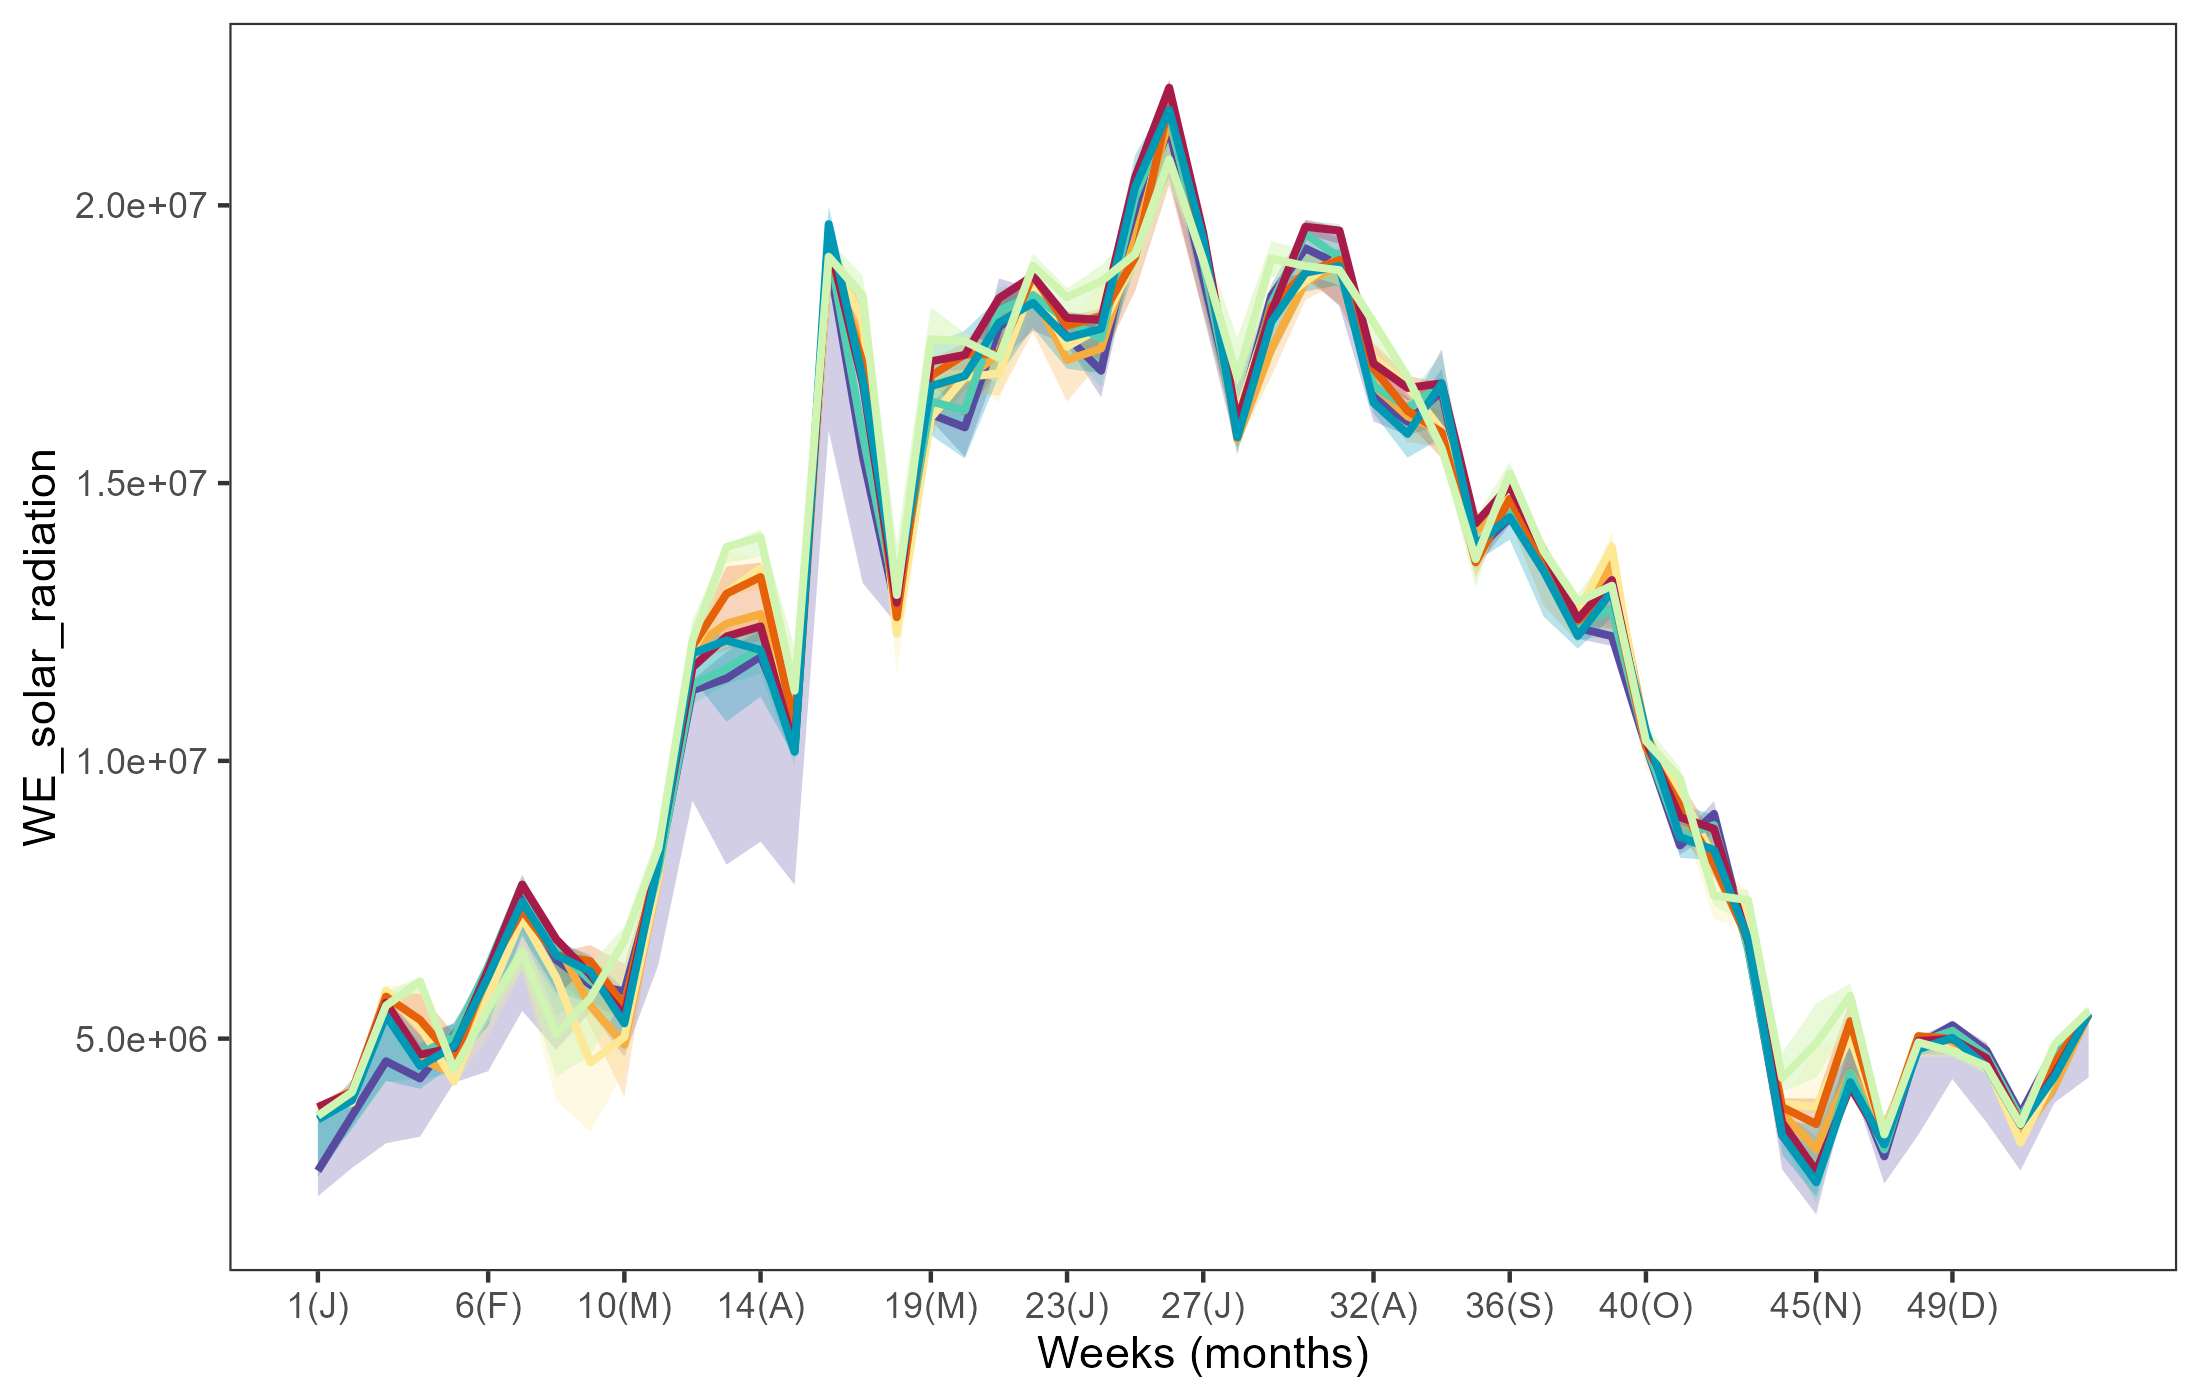 WE_solar_radiation
2.0e+07
1.5e+07
1.0e+07
5.0e+06
1(J) 6(F) 10(M) 14(A) 19(M) 23(J) 27(J) 32(A) 36(S) 40(O) 45(N) 49(D)
Weeks (months)